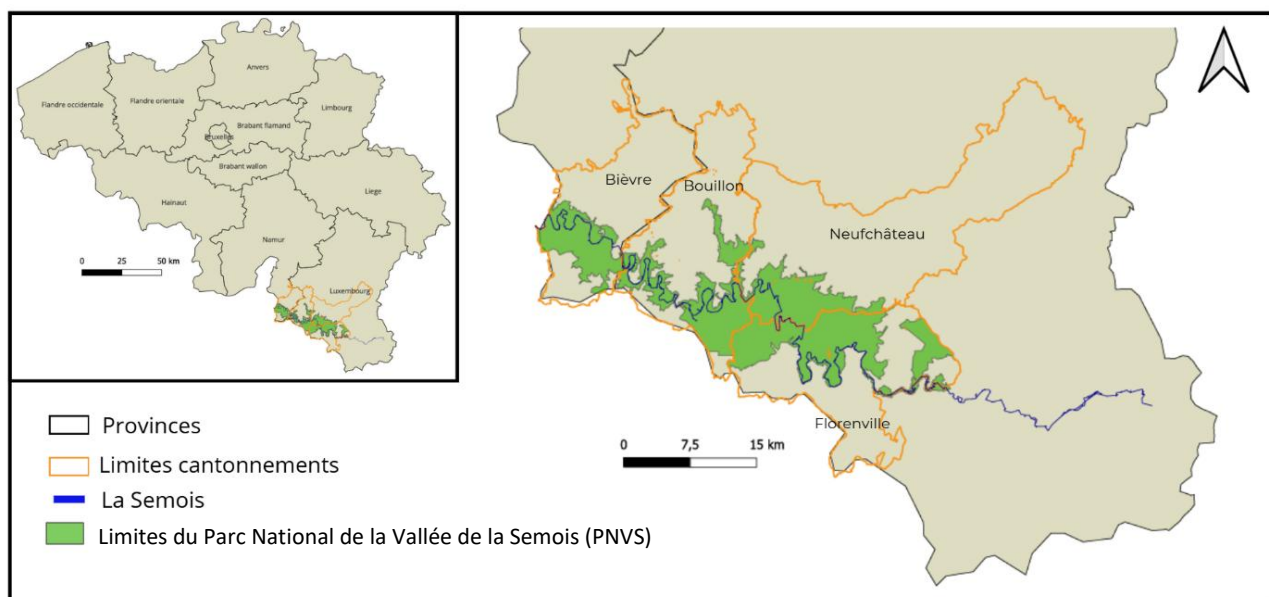 Anvers
Flandre occidentale
Flandre orientale
Limbourg
Brabant flamand
Bruxelles
Brabant wallon
Liege
Hainaut
Namur
0 25 50 km
Luxembourg
Bièvre
Bouillon
Neufchâteau
Florenville
0 7,5 15 km
Provinces
Limites cantonnements
La Semois
Limites du Parc National de la Vallée de la Semois (PNVS)